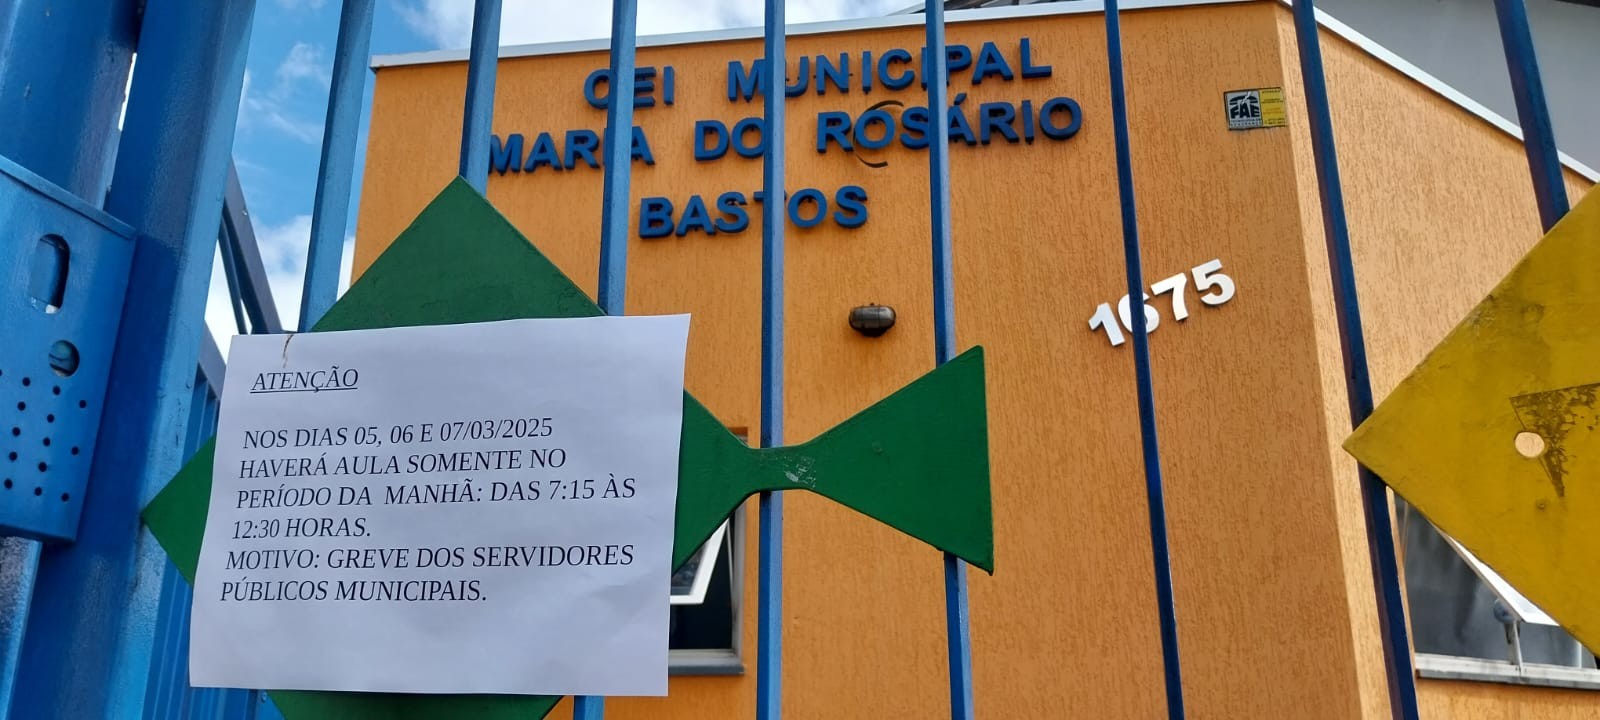 CEI MUNICIPAL
MARIA DO ROSÁRIO
BASTOS
1675
FAE
ATENÇÃO
NOS DIAS 05, 06 E 07/03/2025
HAVERÁ AULA SOMENTE NO
PERÍODO DA MANHÃ: DAS 7:15 ÀS
12:30 HORAS.
MOTIVO: GREVE DOS SERVIDORES
PÚBLICOS MUNICIPAIS.